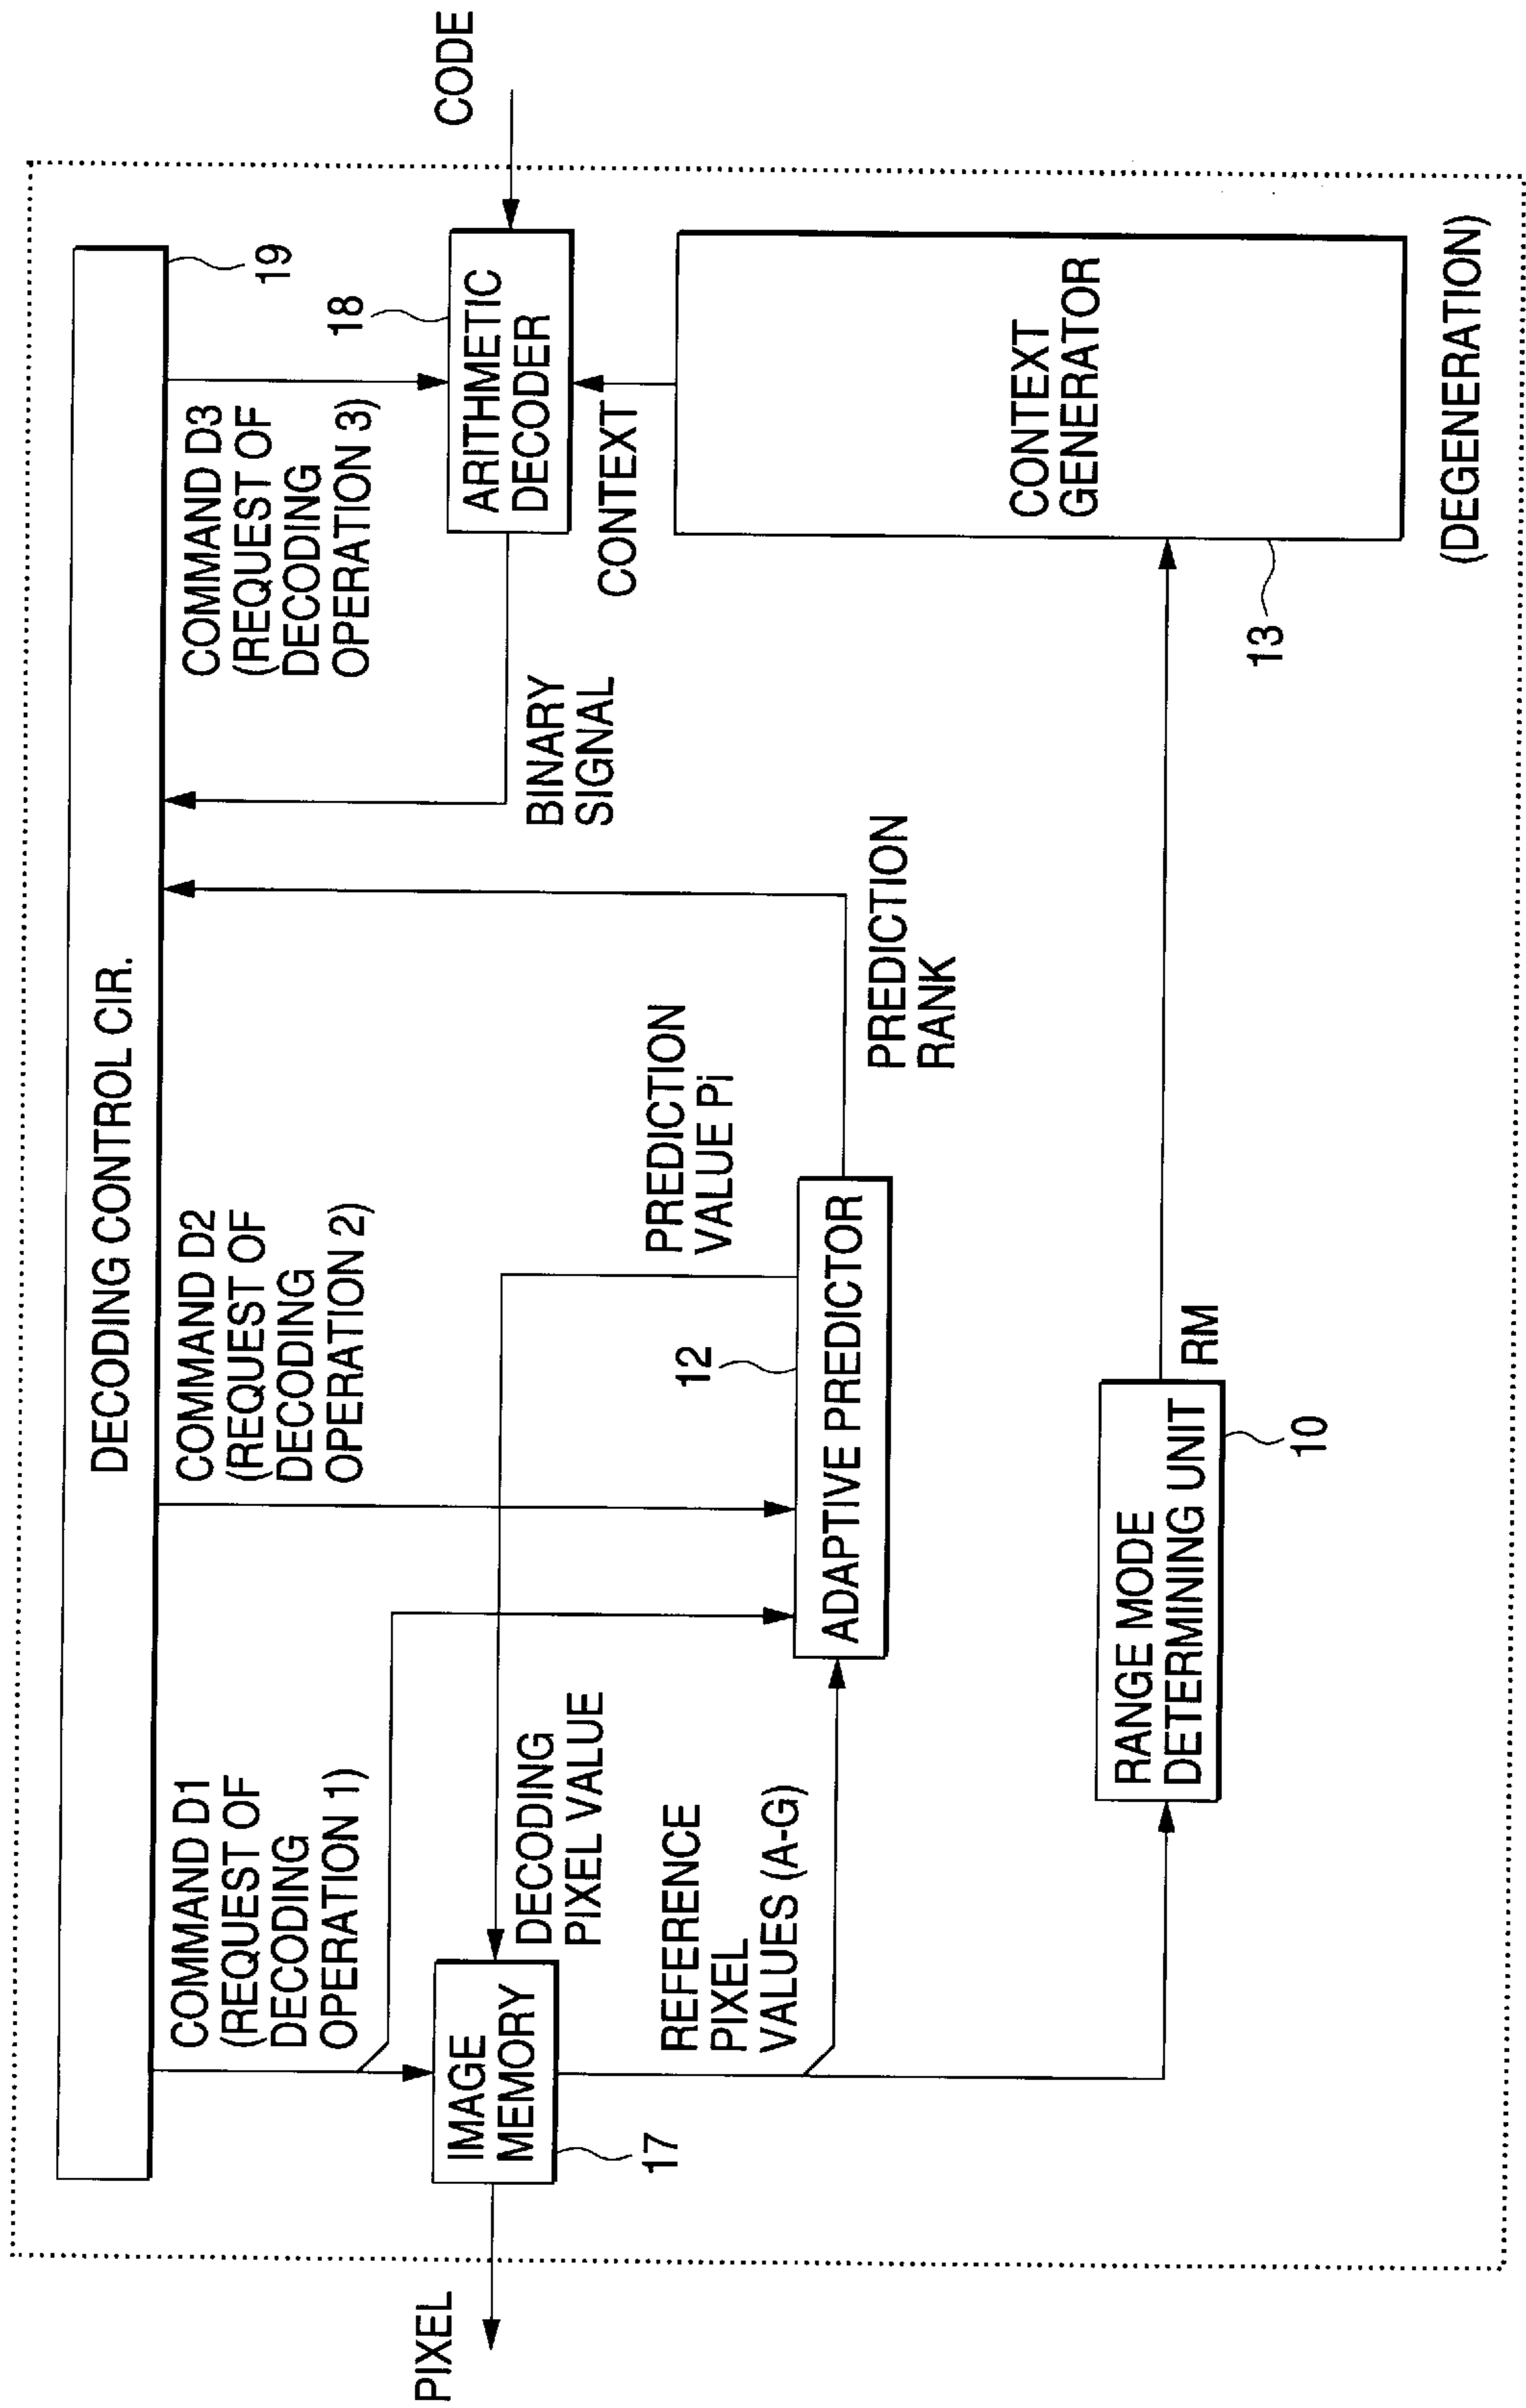 DECODING CONTROL CIR.
19
COMMAND D1
(REQUEST OF
DECODING
OPERATION 1)
COMMAND D2
(REQUEST OF
DECODING
OPERATION 2)
COMMAND D3
(REQUEST OF
DECODING
OPERATION 3)
PIXEL
IMAGE
MEMORY
17
DECODING
PIXEL VALUE
PREDICTION
VALUE Pi
BINARY
SIGNAL
18
ARITHMETIC
DECODER
CODE
CONTEXT
REFERENCE
PIXEL
VALUES (A-G)
12
ADAPTIVE PREDICTOR
PREDICTION
RANK
RANGE MODE
DETERMINING UNIT
10
RM
13
CONTEXT
GENERATOR
(DEGENERATION)